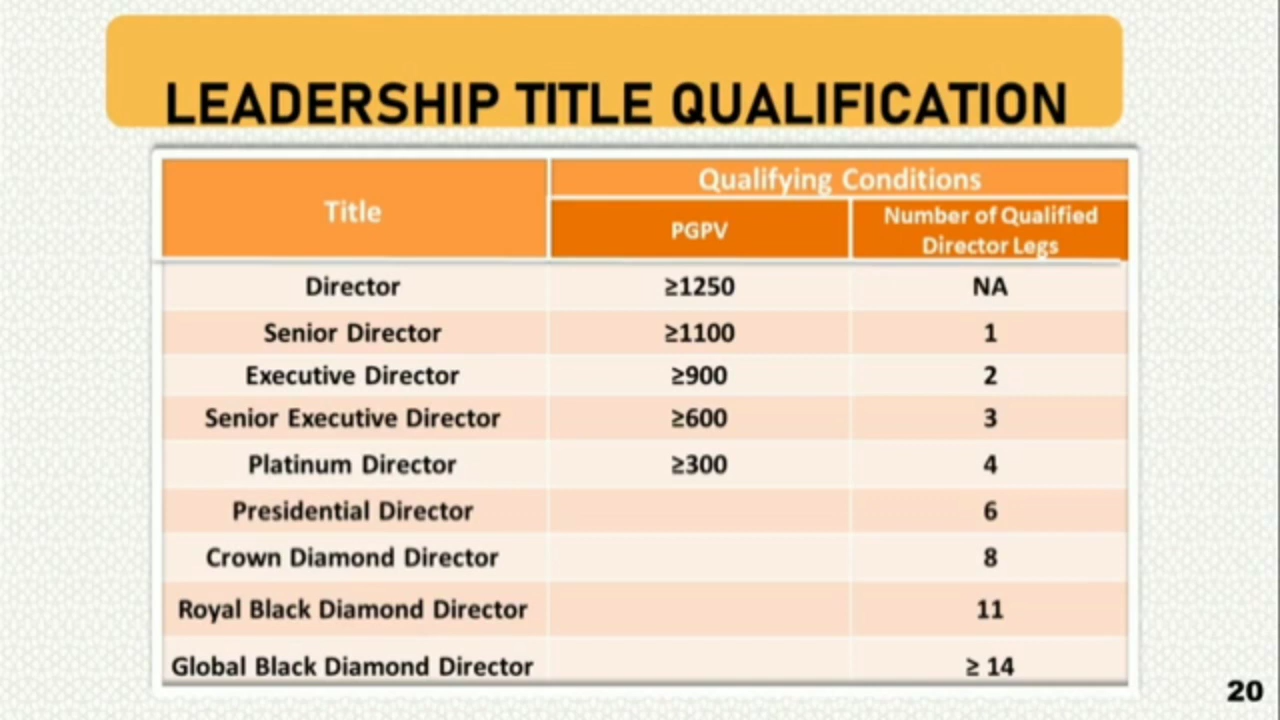 LEADERSHIP TITLE QUALIFICATION
Title
Qualifying Conditions
PGPV
Number of Qualified
Director Legs
Director ≥1250 NA
Senior Director ≥1100 1
Executive Director ≥900 2
Senior Executive Director ≥600 3
Platinum Director ≥300 4
Presidential Director 6
Crown Diamond Director 8
Royal Black Diamond Director 11
Global Black Diamond Director ≥ 14
20